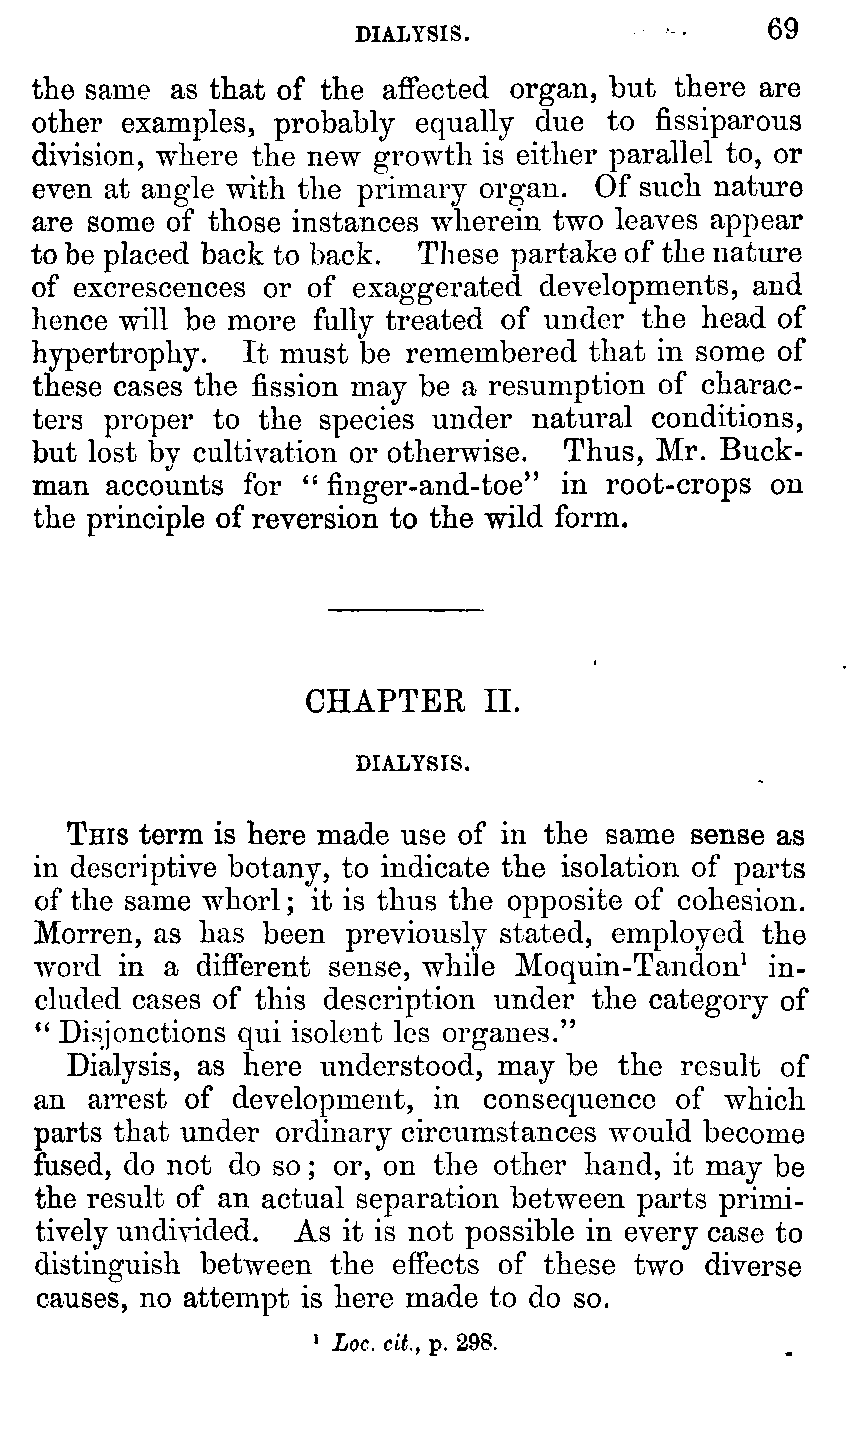 DIALYSIS. 69
the same as that of the affected organ, but there are
other examples, probably equally due to fissiparous
division, where the new growth is either parallel to, or
even at angle with the primary organ. Of such nature
are some of those instances wherein two leaves appear
to be placed back to back. These partake of the nature
of excrescences or of exaggerated developments, and
hence will be more fully treated of under the head of
hypertrophy. It must be remembered that in some of
these cases the fission may be a resumption of charac-
ters proper to the species under natural conditions,
but lost by cultivation or otherwise. Thus, Mr. Buck-
man accounts for “finger-and-toe” in root-crops on
the principle of reversion to the wild form.
CHAPTER II.
DIALYSIS.
THIS term is here made use of in the same sense as
in descriptive botany, to indicate the isolation of parts
of the same whorl; it is thus the opposite of cohesion.
Morren, as has been previously stated, employed the
word in a different sense, while Moquin-Tandon¹ in-
cluded cases of this description under the category of
“Disjonctions qui isolent les organes.”
Dialysis, as here understood, may be the result of
an arrest of development, in consequence of which
parts that under ordinary circumstances would become
fused, do not do so; or, on the other hand, it may be
the result of an actual separation between parts primi-
tively undivided. As it is not possible in every case to
distinguish between the effects of these two diverse
causes, no attempt is here made to do so.
¹ Loc. cit., p. 298.